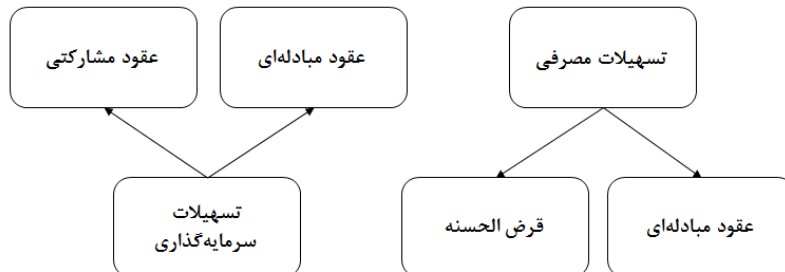 تسهیلات مصرفی
عقود مبادله‌ای
عقود مشارکتی
عقود مبادله‌ای
قرض الحسنه
تسهیلات
سرمایه‌گذاری